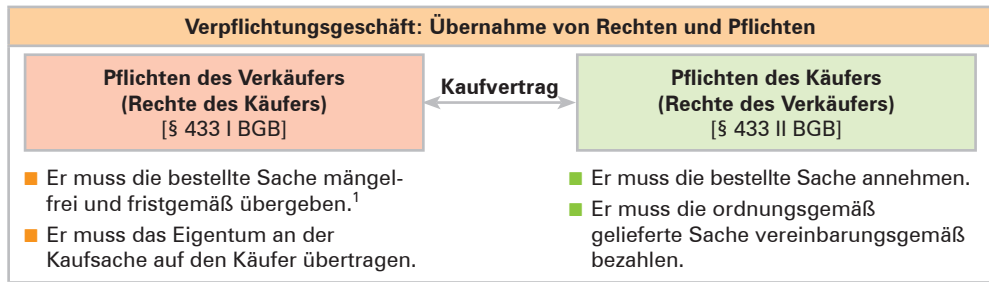 Verpflichtungsgeschäft: Übernahme von Rechten und Pflichten
Pflichten des Verkäufers
(Rechte des Käufers)
[§ 433 I BGB]
Kaufvertrag
Pflichten des Käufers
(Rechte des Verkäufers)
[§ 433 II BGB]
■ Er muss die bestellte Sache mängel-
frei und fristgemäß übergeben.¹
■ Er muss das Eigentum an der
Kaufsache auf den Käufer übertragen.
■ Er muss die bestellte Sache annehmen.
■ Er muss die ordnungsgemäß
gelieferte Sache vereinbarungsgemäß
bezahlen.